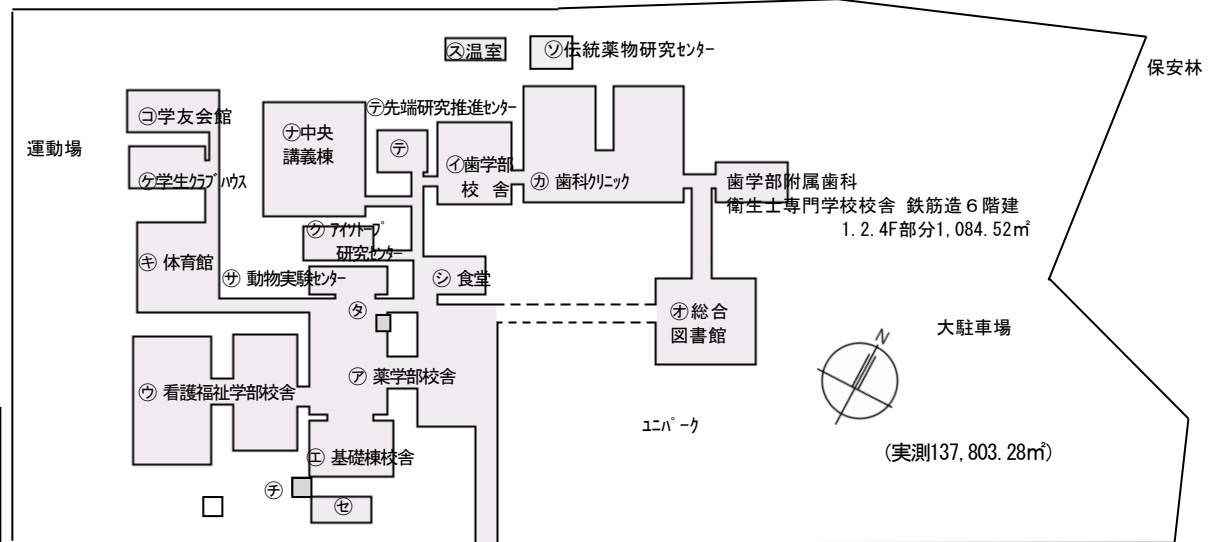 ㋜温室
㋞伝統薬物研究センター
保安林
㋙学友会館
㋢先端研究推進センター
㋤中央
講義棟
㋢
運動場
㋑歯学部
校 舎
㋕ 歯科クリニック
㋘学生クラブハウス
歯学部附属歯科
衛生士専門学校校舎 鉄筋造6階建
1.2.4F部分1,084.52㎡
㋗ アイソトープ
研究センター
㋖ 体育館
㋚ 動物実験センター
㋛ 食堂
㋟
㋔総合
図書館
大駐車場
N
㋐ 薬学部校舎
㋒ 看護福祉学部校舎
ユニパーク
㋓ 基礎棟校舎
(実測137,803.28㎡)
㋠
㋝